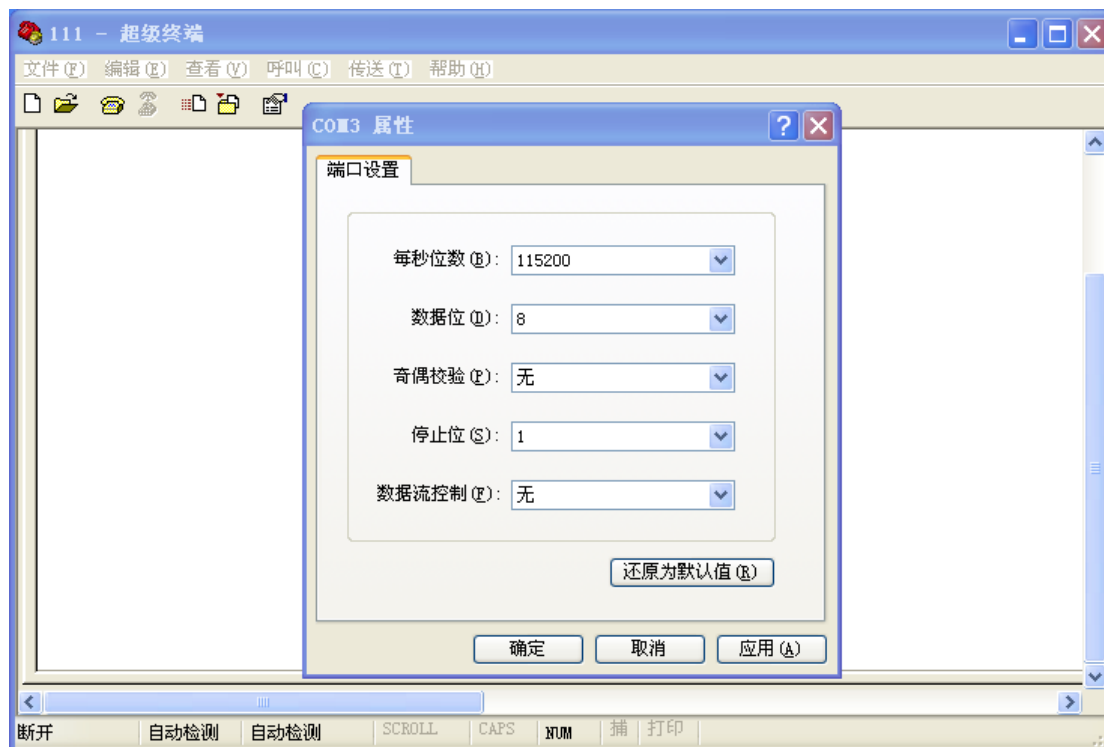 111 - 超级终端
文件(F) 编辑(E) 查看(V) 呼叫(C) 传送(T) 帮助(H)
COM3 属性
端口设置
每秒位数(B): 115200
数据位(D): 8
奇偶校验(P): 无
停止位(S): 1
数据流控制(F): 无
还原为默认值(R)
确定 取消 应用(A)
断开 自动检测 自动检测 SCROLL CAPS NUM 捕 打印